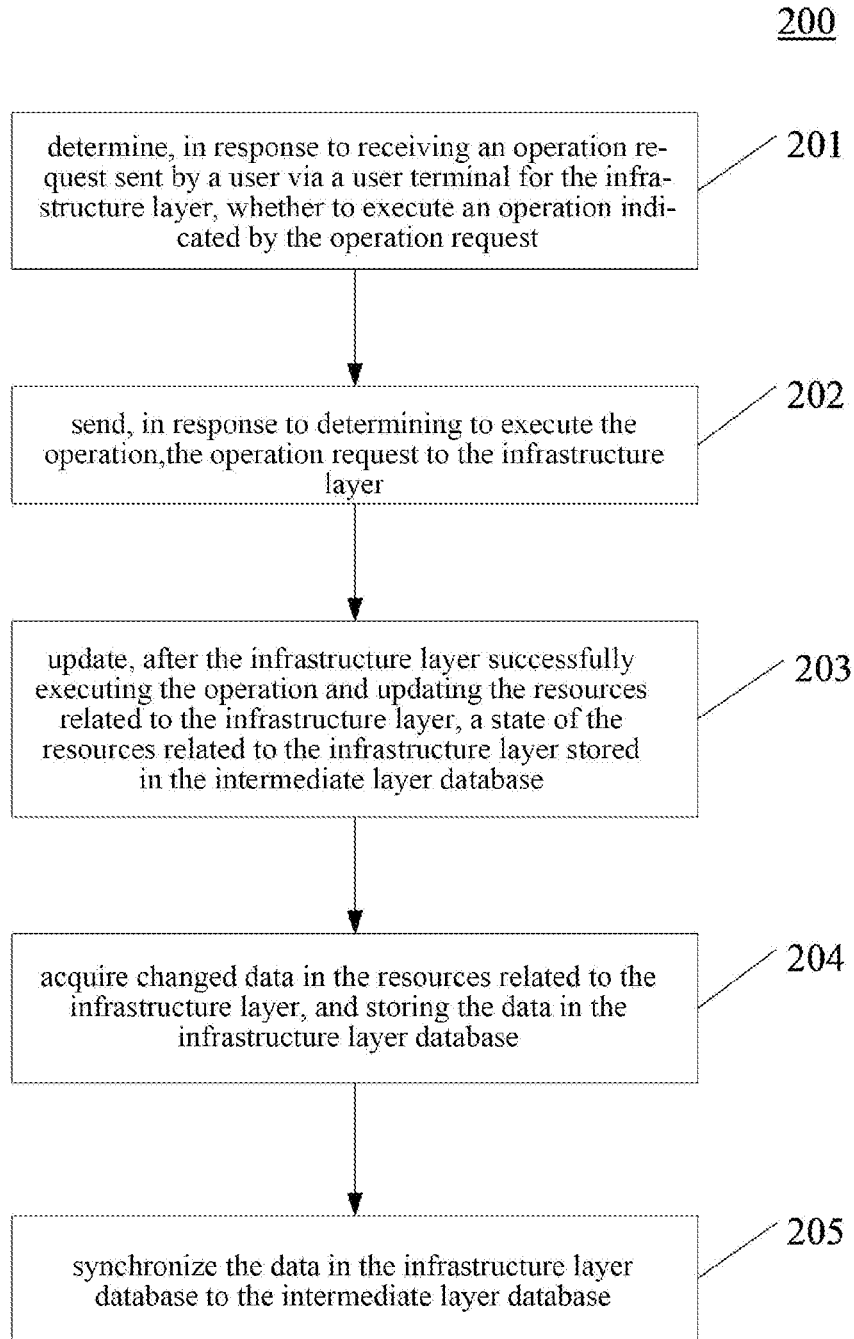 200
determine, in response to receiving an operation re-
quest sent by a user via a user terminal for the infra-
structure layer, whether to execute an operation indi-
cated by the operation request
201
send, in response to determining to execute the
operation,the operation request to the infrastructure
layer
202
update, after the infrastructure layer successfully
executing the operation and updating the resources
related to the infrastructure layer, a state of the
resources related to the infrastructure layer stored
in the intermediate layer database
203
acquire changed data in the resources related to the
infrastructure layer, and storing the data in the
infrastructure layer database
204
synchronize the data in the infrastructure layer
database to the intermediate layer database
205